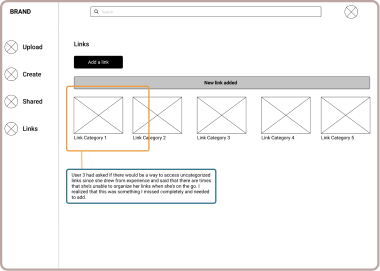 BRAND
Search
Upload
Create
Shared
Links
Links
Add a link
New link added
Link Category 1
Link Category 2
Link Category 3
Link Category 4
Link Category 5
User 3 had asked if there would be a way to access uncategorized
links since she drew from experience and said that there are times
that she's unable to organize her links when she's on the go. I
realized that this was something I missed completely and needed
to add.